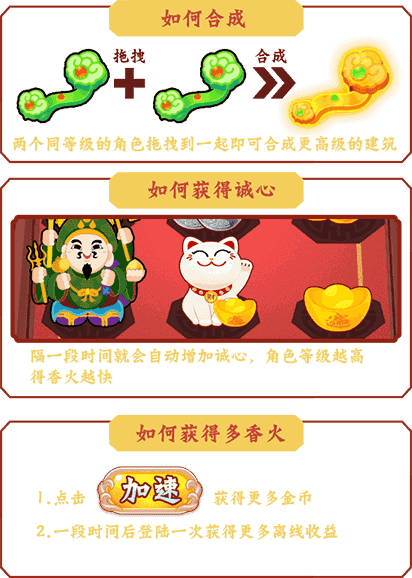 如何合成
拖拽
合成
两个同等级的角色拖拽到一起即可合成更高级的建筑
如何获得诚心
隔一段时间就会自动增加诚心，角色等级越高
得香火越快
如何获得多香火
1.点击 加速 获得更多金币
2.一段时间后登陆一次获得更多离线收益